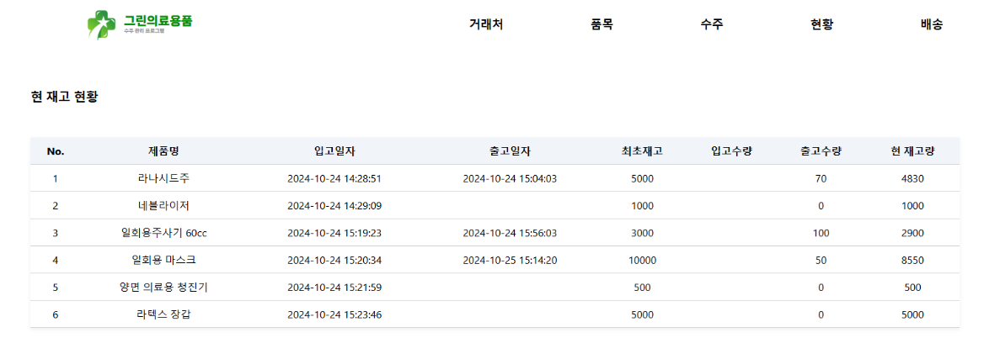 그린의료용품
수주 관리 프로그램
거래처 품목 수주 현황 배송
현 재고 현황
No. 제품명 입고일자 출고일자 최초재고 입고수량 출고수량 현 재고량
1 라나시드주 2024-10-24 14:28:51 2024-10-24 15:04:03 5000 70 4830
2 네블라이저 2024-10-24 14:29:09 1000 0 1000
3 일회용주사기 60cc 2024-10-24 15:19:23 2024-10-24 15:56:03 3000 100 2900
4 일회용 마스크 2024-10-24 15:20:34 2024-10-25 15:14:20 10000 50 8550
5 양면 의료용 청진기 2024-10-24 15:21:59 500 0 500
6 라텍스 장갑 2024-10-24 15:23:46 5000 0 5000